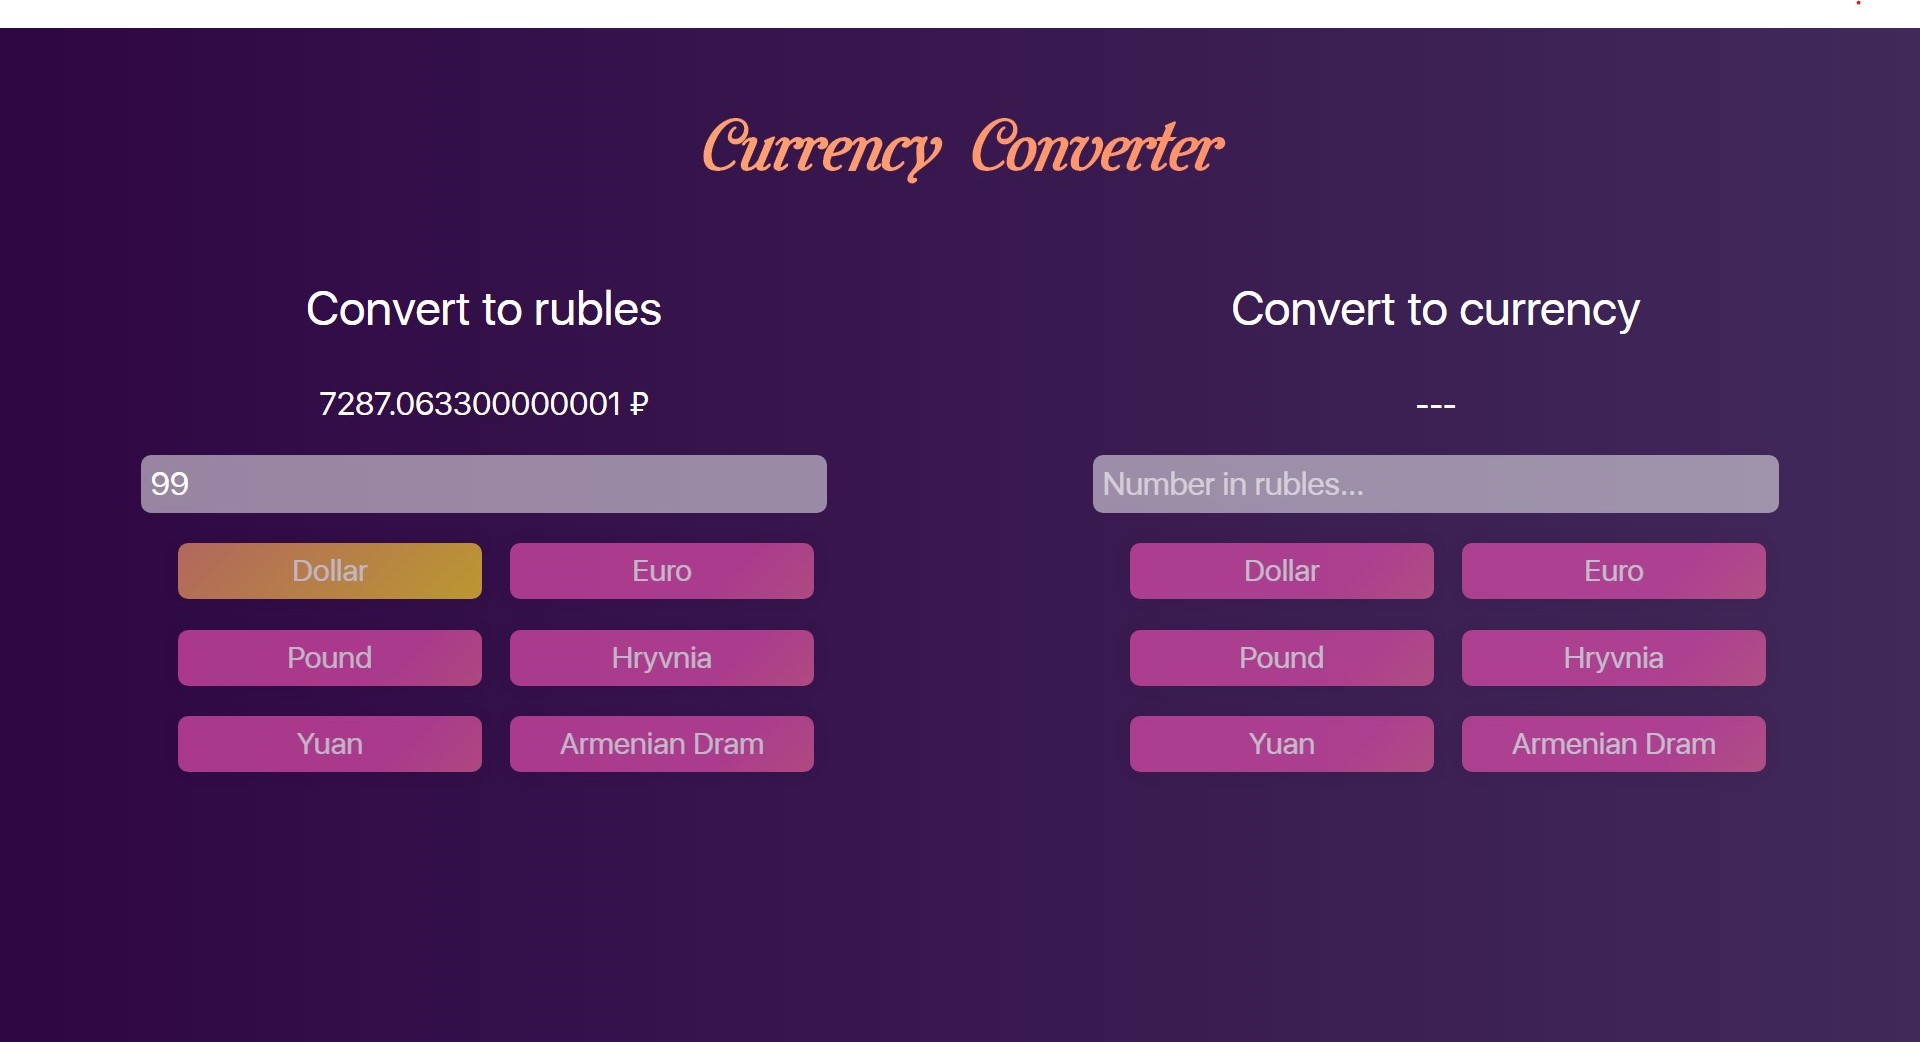 Currency Converter
Convert to rubles
7287.063300000001 ₽
99
Dollar
Euro
Pound
Hryvnia
Yuan
Armenian Dram
Convert to currency
---
Number in rubles...
Dollar
Euro
Pound
Hryvnia
Yuan
Armenian Dram